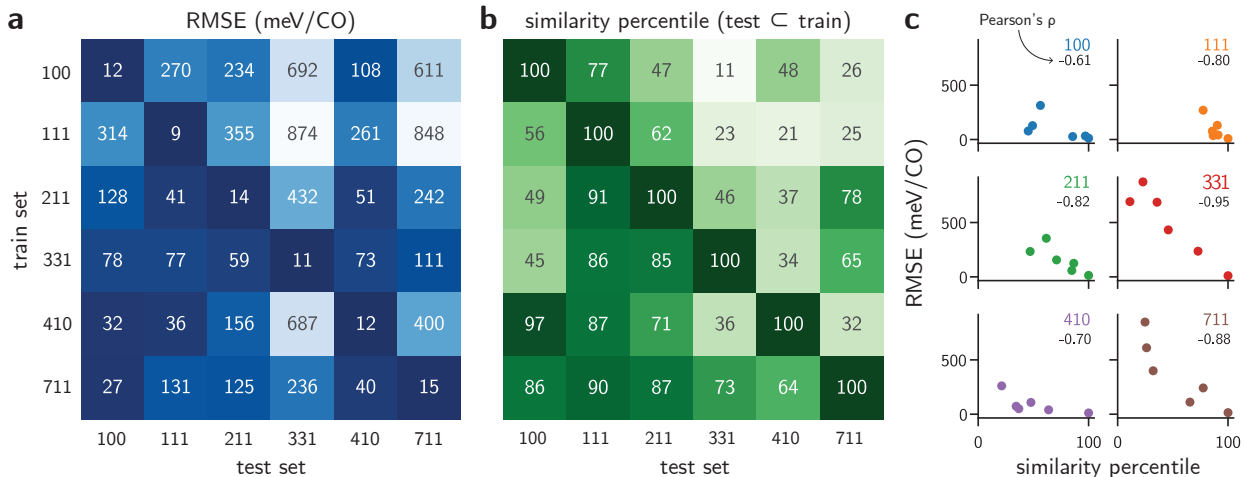 a
RMSE (meV/CO)
train set
100 12 270 234 692 108 611
111 314 9 355 874 261 848
211 128 41 14 432 51 242
331 78 77 59 11 73 111
410 32 36 156 687 12 400
711 27 131 125 236 40 15
100 111 211 331 410 711
test set
b
similarity percentile (test ⊂ train)
100 77 47 11 48 26
56 100 62 23 21 25
49 91 100 46 37 78
45 86 85 100 34 65
97 87 71 36 100 32
86 90 87 73 64 100
100 111 211 331 410 711
test set
c
Pearson's ρ
RMSE (meV/CO)
100
-0.61
111
-0.80
500
0
211
-0.82
331
-0.95
500
0
410
-0.70
711
-0.88
500
0
0 100 0 100
similarity percentile